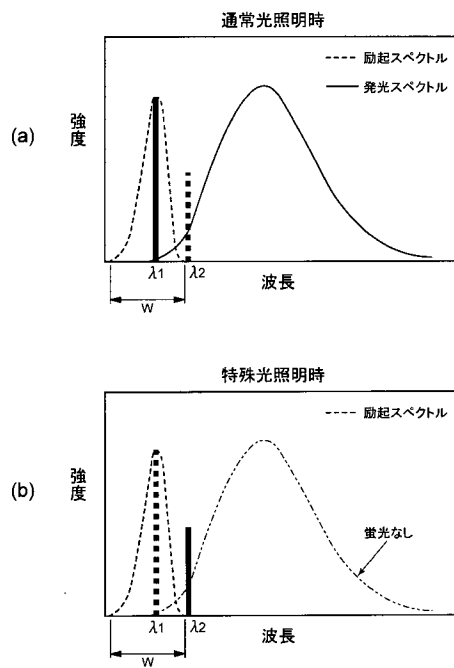 通常光照明時
励起スペクトル
発光スペクトル
(a)
強度
λ1
λ2
波長
W
特殊光照明時
励起スペクトル
(b)
強度
蛍光なし
λ1
λ2
波長
W